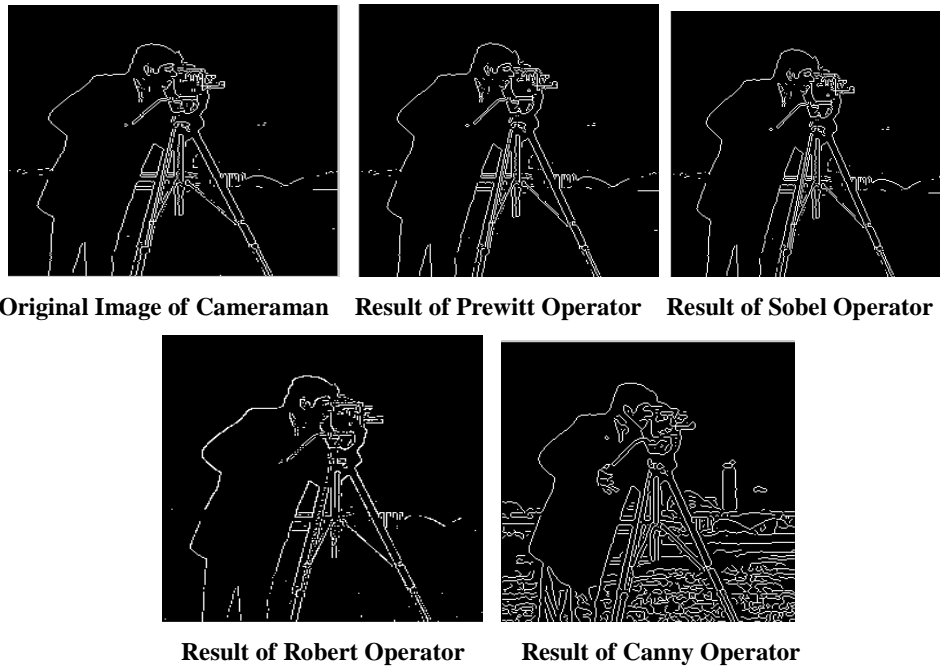 Original Image of Cameraman Result of Prewitt Operator Result of Sobel Operator
Result of Robert Operator Result of Canny Operator